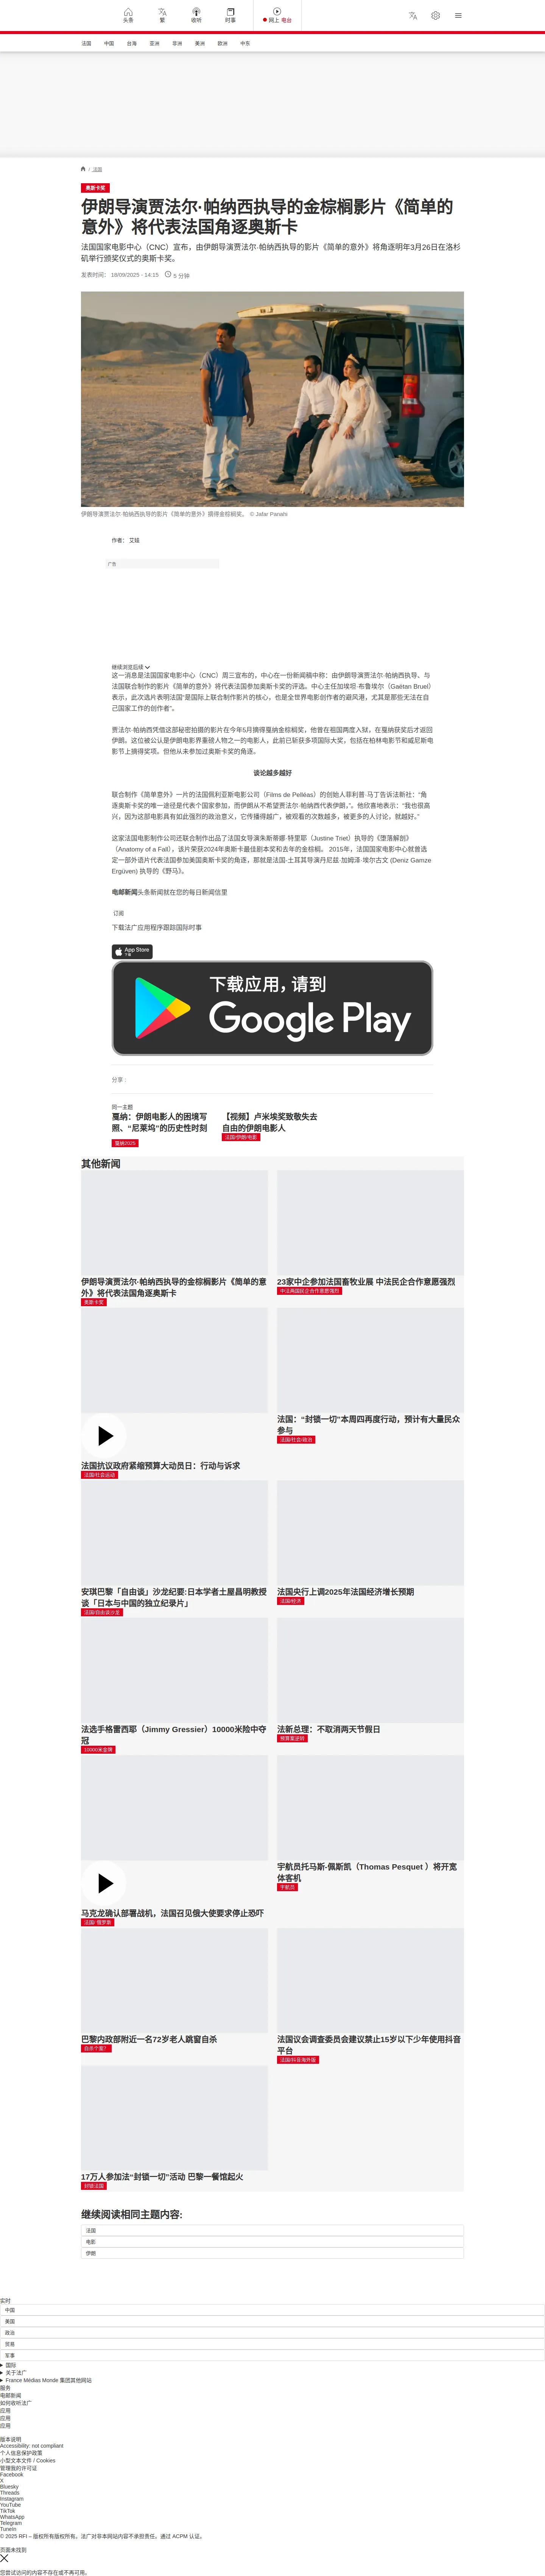 头条
繁
收听
时事
网上 电台
法国 中国 台海 亚洲 非洲 美洲 欧洲 中东
/ 法国
奥斯卡奖
伊朗导演贾法尔·帕纳西执导的金棕榈影片《简单的
意外》将代表法国角逐奥斯卡
法国国家电影中心（CNC）宣布，由伊朗导演贾法尔·帕纳西执导的影片《简单的意外》将角逐明年3月26日在洛杉
矶举行颁奖仪式的奥斯卡奖。
发表时间： 18/09/2025 - 14:15 5 分钟
伊朗导演贾法尔·帕纳西执导的影片《简单的意外》摘得金棕榈奖。 © Jafar Panahi
作者： 艾娃
广告
继续浏览后续
这一消息是法国国家电影中心（CNC）周三宣布的，中心在一份新闻稿中称：由伊朗导演贾法尔·帕纳西执导、与
法国联合制作的影片《简单的意外》将代表法国参加奥斯卡奖的评选。中心主任加埃坦·布鲁埃尔（Gaëtan Bruel）
表示，此次选片表明法国“是国际上联合制作影片的核心，也是全世界电影创作者的避风港，尤其是那些无法在自
己国家工作的创作者”。
贾法尔·帕纳西凭借这部秘密拍摄的影片在今年5月摘得戛纳金棕榈奖，他曾在祖国两度入狱，在戛纳获奖后才返回
伊朗。这位被公认是伊朗电影界重磅人物之一的电影人，此前已斩获多项国际大奖，包括在柏林电影节和威尼斯电
影节上摘得奖项。但他从未参加过奥斯卡奖的角逐。
谈论越多越好
联合制作《简单意外》一片的法国佩利亚斯电影公司（Films de Pelléas）的创始人菲利普·马丁告诉法新社：“角
逐奥斯卡奖的唯一途径是代表个国家参加，而伊朗从不希望贾法尔·帕纳西代表伊朗，”。他欣喜地表示：“我也很高
兴，因为这部电影具有如此强烈的政治意义，它传播得越广，被观看的次数越多，被更多的人讨论，就越好。”
这家法国电影制作公司还联合制作出品了法国女导演朱斯蒂娜·特里耶（Justine Triet）执导的《堕落解剖》
（Anatomy of a Fall），该片荣获2024年奥斯卡最佳剧本奖和去年的金棕榈。 2015年，法国国家电影中心就曾选
定一部外语片代表法国参加美国奥斯卡奖的角逐，那就是法国-土耳其导演丹尼兹·加姆泽·埃尔古文 (Deniz Gamze
Ergüven) 执导的《野马》。
电邮新闻头条新闻就在您的每日新闻信里
订阅
下载法广应用程序跟踪国际时事
App Store
下载
下载应用，请到
Google Play
分享 :
同一主题
戛纳：伊朗电影人的困境写
照、“尼莱坞”的历史性时刻
戛纳2025
【视频】卢米埃奖致敬失去
自由的伊朗电影人
法国/伊朗/电影
其他新闻
伊朗导演贾法尔·帕纳西执导的金棕榈影片《简单的意
外》将代表法国角逐奥斯卡
奥斯卡奖
23家中企参加法国畜牧业展 中法民企合作意愿强烈
中法两国民企合作意愿强烈
法国抗议政府紧缩预算大动员日：行动与诉求
法国/社会运动
法国：“封锁一切”本周四再度行动，预计有大量民众
参与
法国/社会/政治
安琪巴黎「自由谈」沙龙纪要:日本学者土屋昌明教授
谈「日本与中国的独立纪录片」
法国/自由谈沙龙
法国央行上调2025年法国经济增长预期
法国/经济
法选手格雷西耶（Jimmy Gressier）10000米险中夺
冠
10000米金牌
法新总理：不取消两天节假日
预算案逆转
马克龙确认部署战机，法国召见俄大使要求停止恐吓
法国/ 俄罗斯
宇航员托马斯-佩斯凯（Thomas Pesquet ）将开宽
体客机
宇航员
巴黎内政部附近一名72岁老人跳窗自杀
自杀个案?
法国议会调查委员会建议禁止15岁以下少年使用抖音
平台
法国/抖音海外版
17万人参加法“封锁一切”活动 巴黎一餐馆起火
封锁法国
继续阅读相同主题内容:
法国
电影
伊朗
实时
中国
美国
政治
贸易
军事
国际
关于法广
France Médias Monde 集团其他网站
服务
电邮新闻
如何收听法广
应用
应用
应用
版本说明
Accessibility: not compliant
个人信息保护政策
小型文本文件 / Cookies
管理我的许可证
Facebook
X
Bluesky
Threads
Instagram
YouTube
TikTok
WhatsApp
Telegram
TuneIn
© 2025 RFI – 版权所有版权所有。法广对非本网站内容不承担责任。通过 ACPM 认证。
页面未找到
您尝试访问的内容不存在或不再可用。